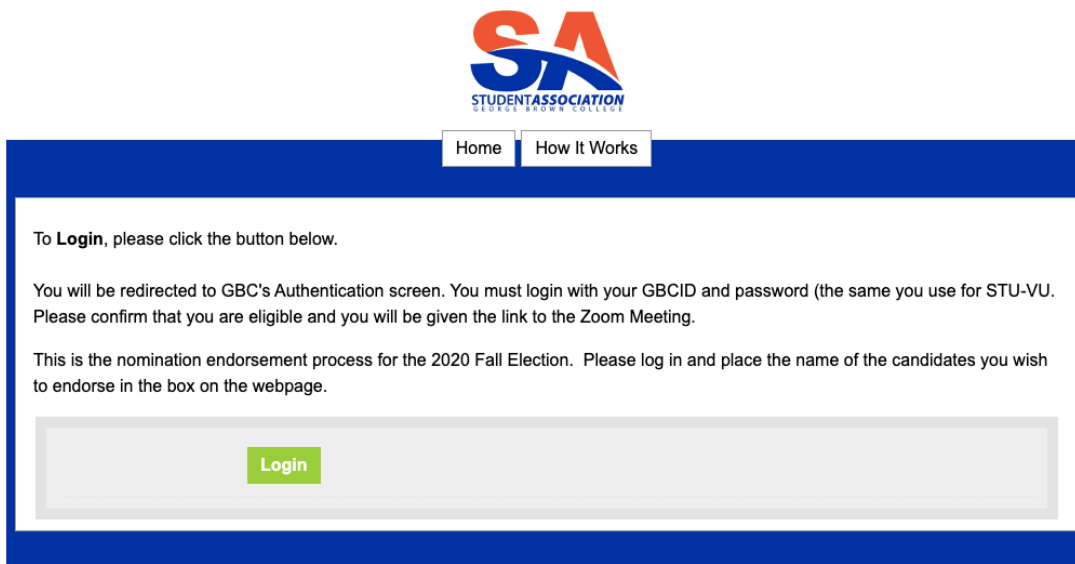 SA
STUDENTASSOCIATION
GEORGE BROWN COLLEGE
Home How It Works
To Login, please click the button below.
You will be redirected to GBC's Authentication screen. You must login with your GBCID and password (the same you use for STU-VU.
Please confirm that you are eligible and you will be given the link to the Zoom Meeting.
This is the nomination endorsement process for the 2020 Fall Election.  Please log in and place the name of the candidates you wish
to endorse in the box on the webpage.
Login